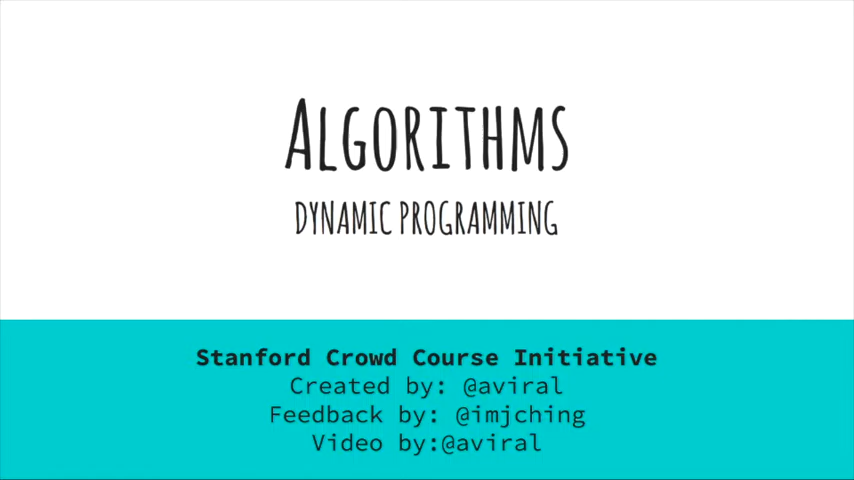 ALGORITHMS
DYNAMIC PROGRAMMING
Stanford Crowd Course Initiative
Created by: @aviral
Feedback by: @imjching
Video by:@aviral